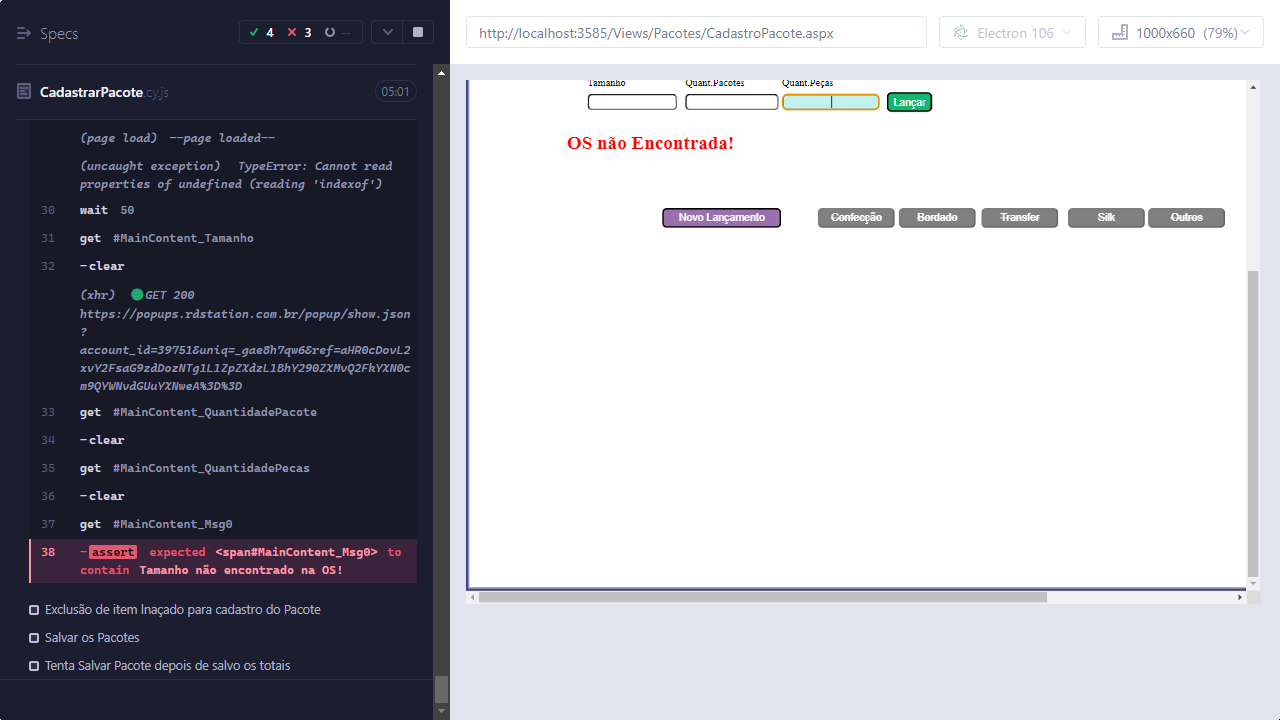 Specs
4
3
--
CadastrarPacote.cy.js
05:01
(page load) --page loaded--
(uncaught exception) TypeError: Cannot read
properties of undefined (reading 'indexof')
30 wait 50
31 get #MainContent_Tamanho
32 -clear
(xhr) GET 200
https://popups.rdstation.com.br/popup/show.json
?
account_id=39751&uniq=_gae8h7qw6&ref=aHR0cDovL2
xvY2FsaG9zdDozNTg1L1ZpZXdzL1BhY290ZXMvQ2FkYXN0c
m9QYWNvdGUuYXNweA%3D%3D
33 get #MainContent_QuantidadePacote
34 -clear
35 get #MainContent_QuantidadePecas
36 -clear
37 get #MainContent_Msg0
38 -assert expected <span#MainContent_Msg0> to
contain Tamanho não encontrado na OS!
Exclusão de item lnaçado para cadastro do Pacote
Salvar os Pacotes
Tenta Salvar Pacote depois de salvo os totais
http://localhost:3585/Views/Pacotes/CadastroPacote.aspx
Electron 106
1000x660 (79%)
Tamanho Quant.Pacotes Quant.Peças
Lançar
OS não Encontrada!
Novo Lançamento Confecção Bordado Transfer Silk Outros